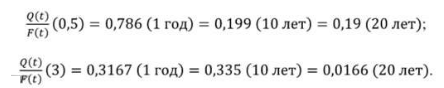 Q(t)/F(t) (0,5) = 0,786 (1 год) = 0,199 (10 лет) = 0,19 (20 лет);
Q(t)/F(t) (3) = 0,3167 (1 год) = 0,335 (10 лет) = 0,0166 (20 лет).